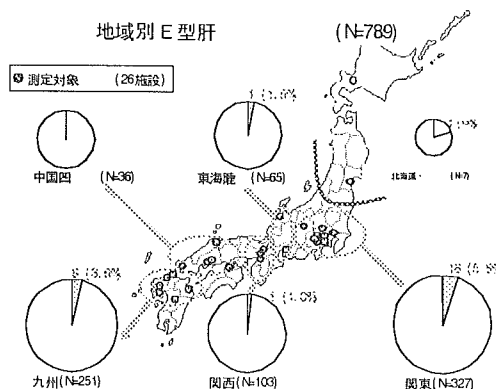 地域別E型肝 (N=789)
測定対象 (26施設)
中国四 (N=36)
東海 (N=65)
北海道・ (N=7)
九州 (N=251)
関西 (N=103)
関東 (N=327)